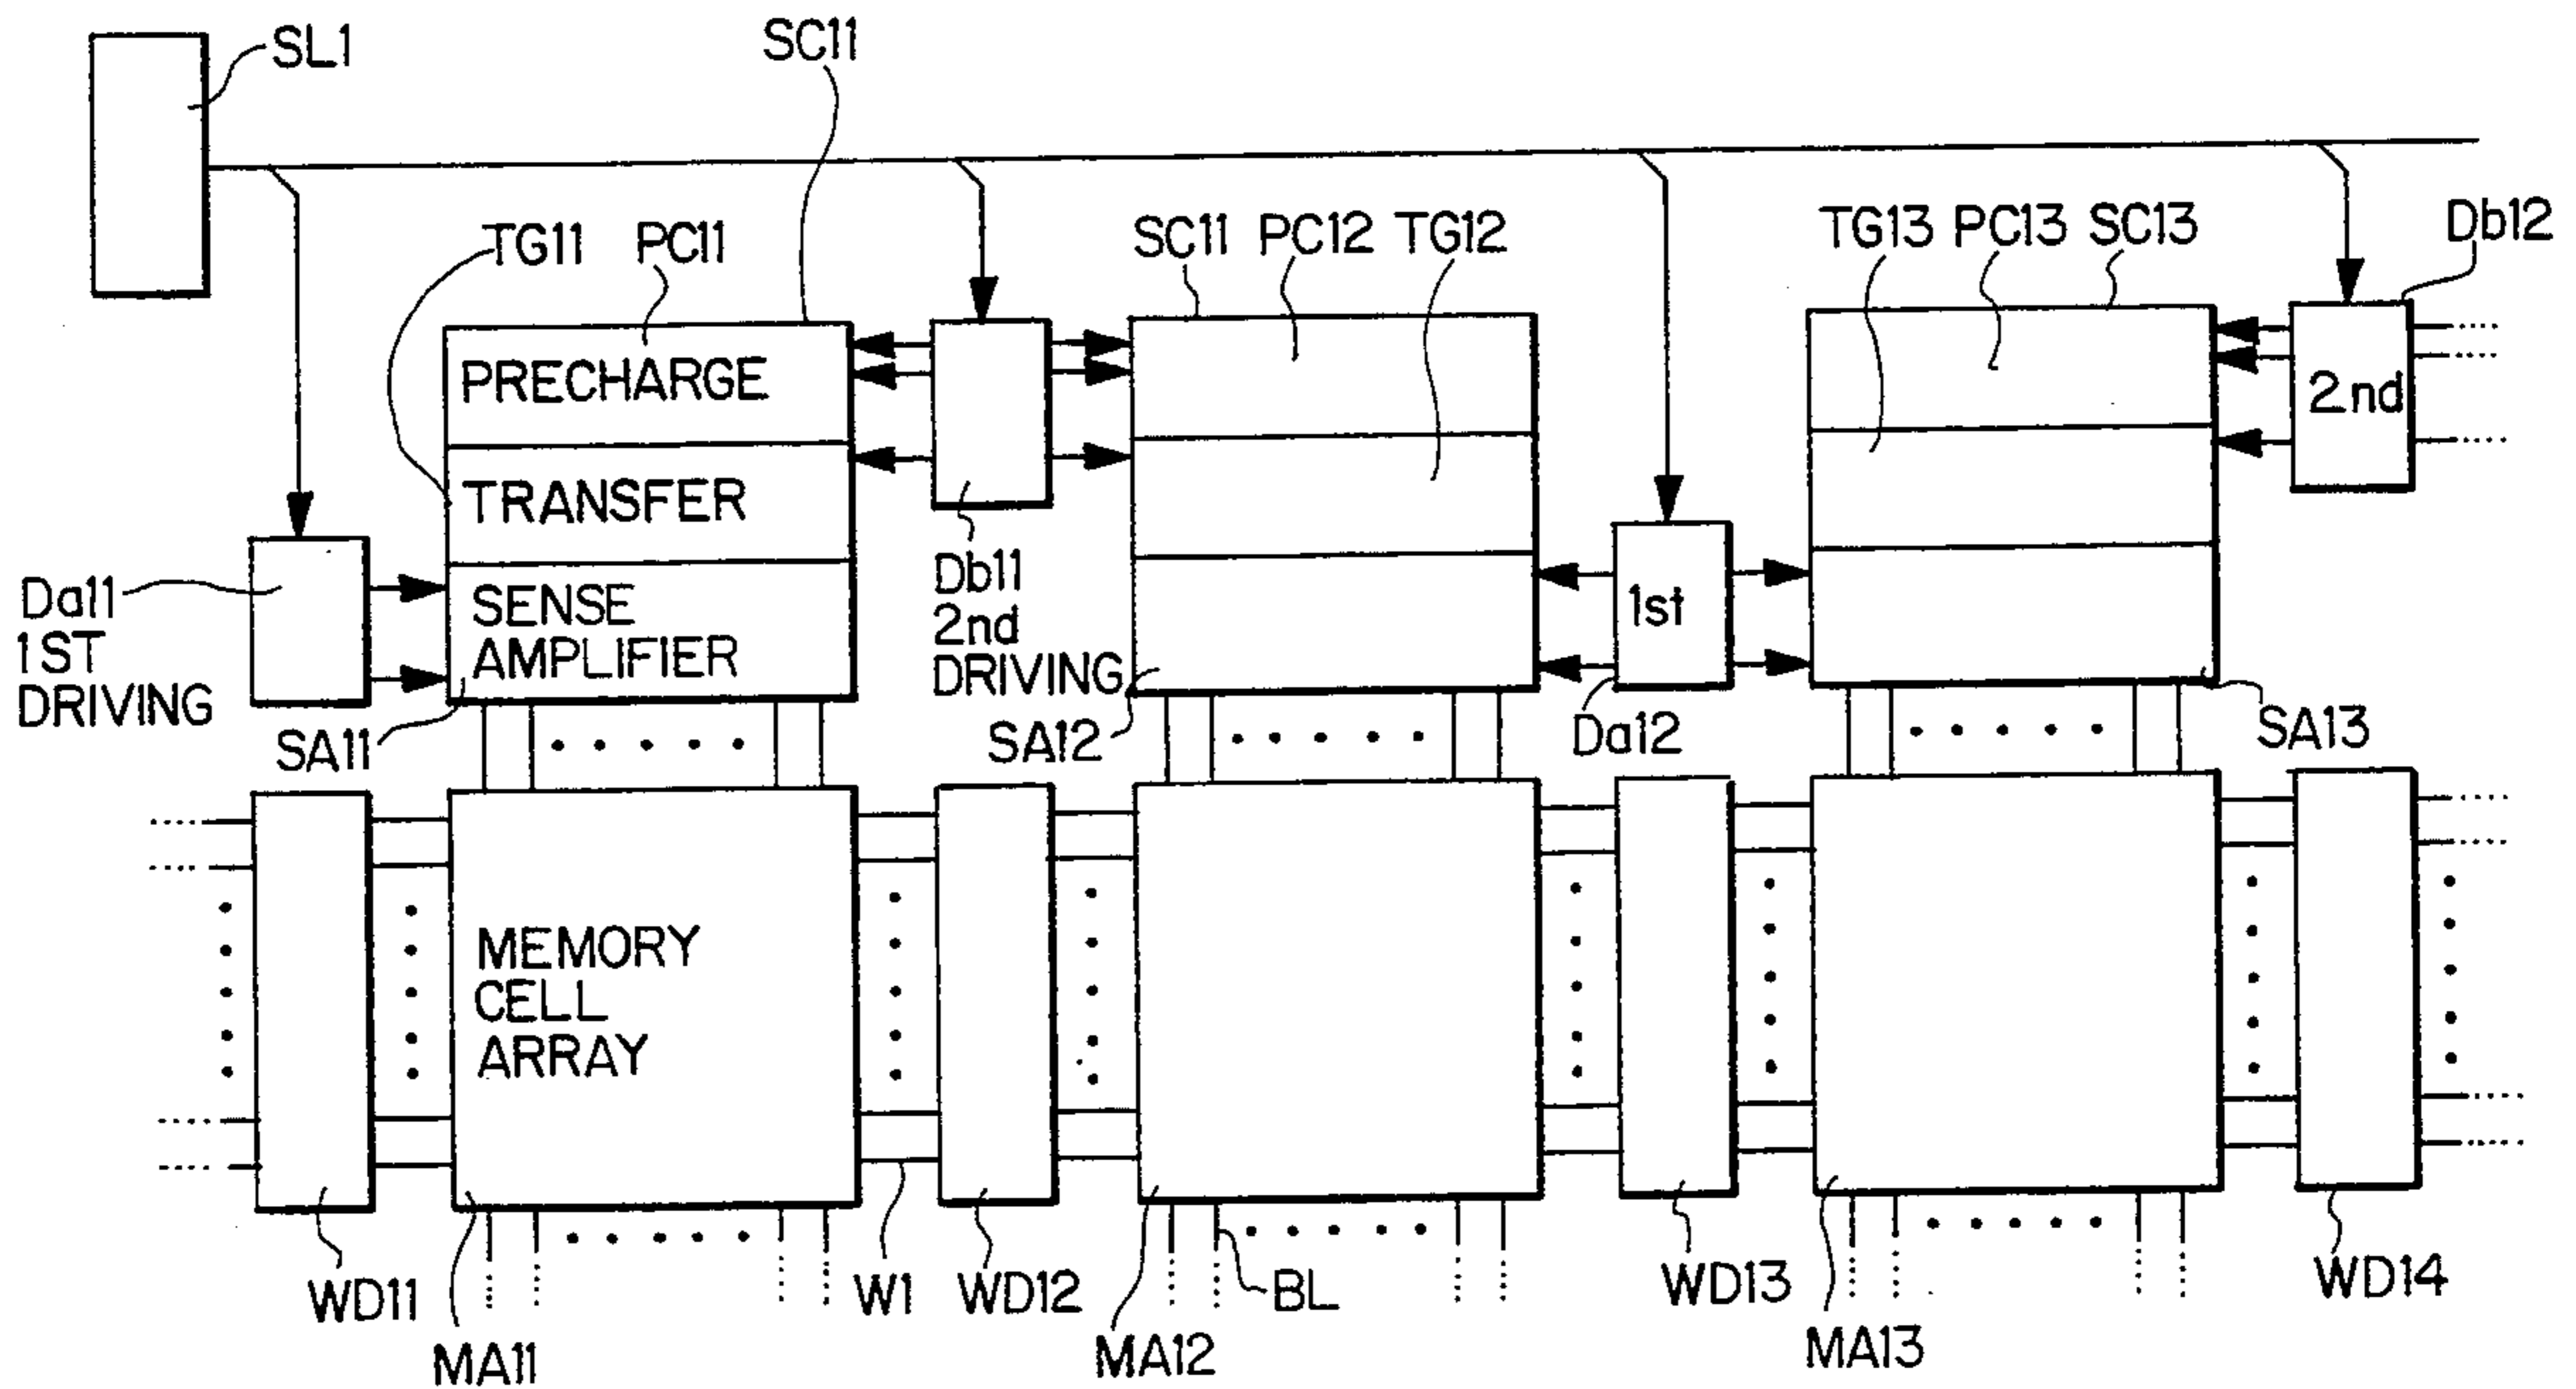 SL1
SC11
TG11 PC11
SC11 PC12 TG12
TG13 PC13 SC13
Db12
PRECHARGE
TRANSFER
SENSE
AMPLIFIER
2nd
Da11
1ST
DRIVING
Db11
2nd
DRIVING
1st
SA11
SA12
Da12
SA13
MEMORY
CELL
ARRAY
WD11
MA11
W1
WD12
MA12
BL
WD13
MA13
WD14